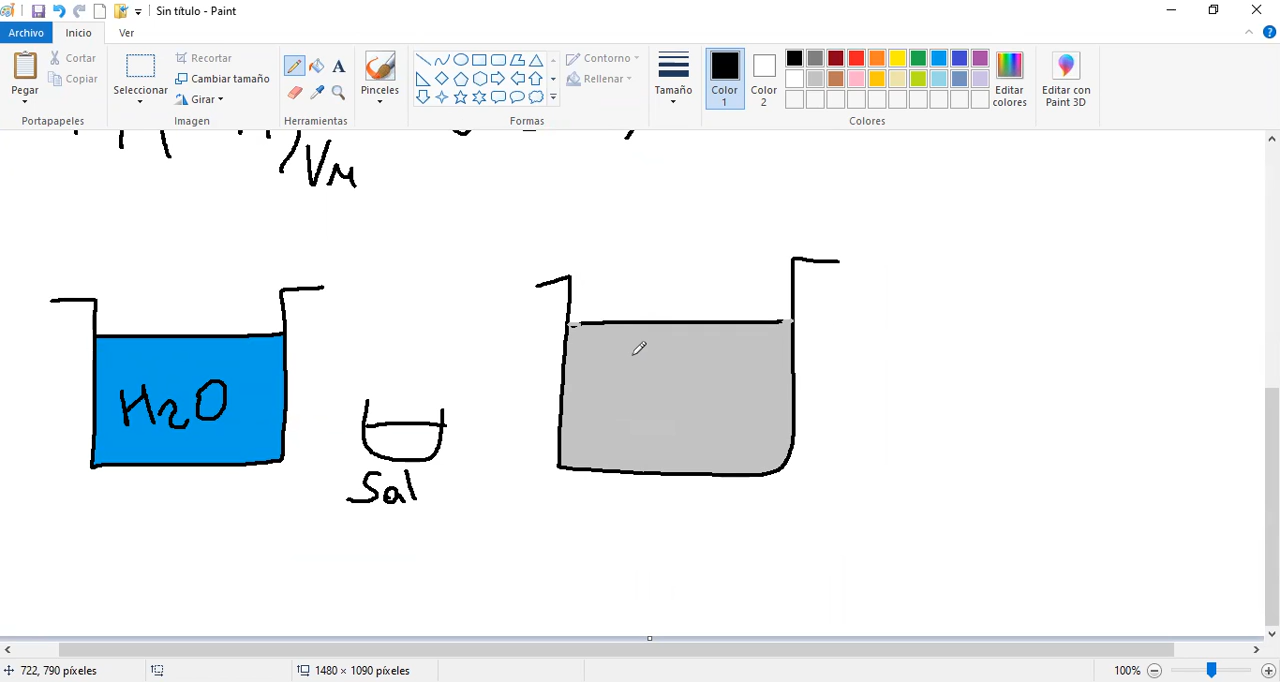 Sin título - Paint
Archivo Inicio Ver
Pegar
Cortar
Copiar
Portapapeles
Seleccionar
Recortar
Cambiar tamaño
Girar
Imagen
A
Herramientas
Pinceles
Contorno
Rellenar
Formas
Tamaño
Color
1
Color
2
Editar
colores
Editar con
Paint 3D
Colores
H2O
Sal
722, 790 píxeles
1480 × 1090 píxeles
100%